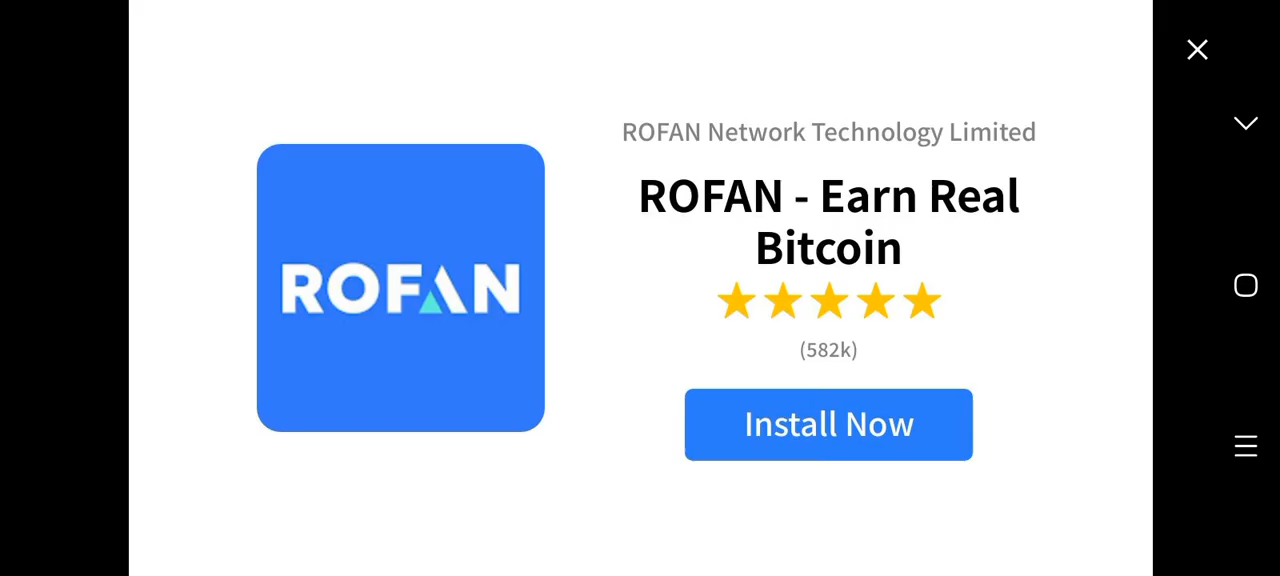 ROFAN Network Technology Limited
ROFAN
ROFAN - Earn Real
Bitcoin
(582k)
Install Now